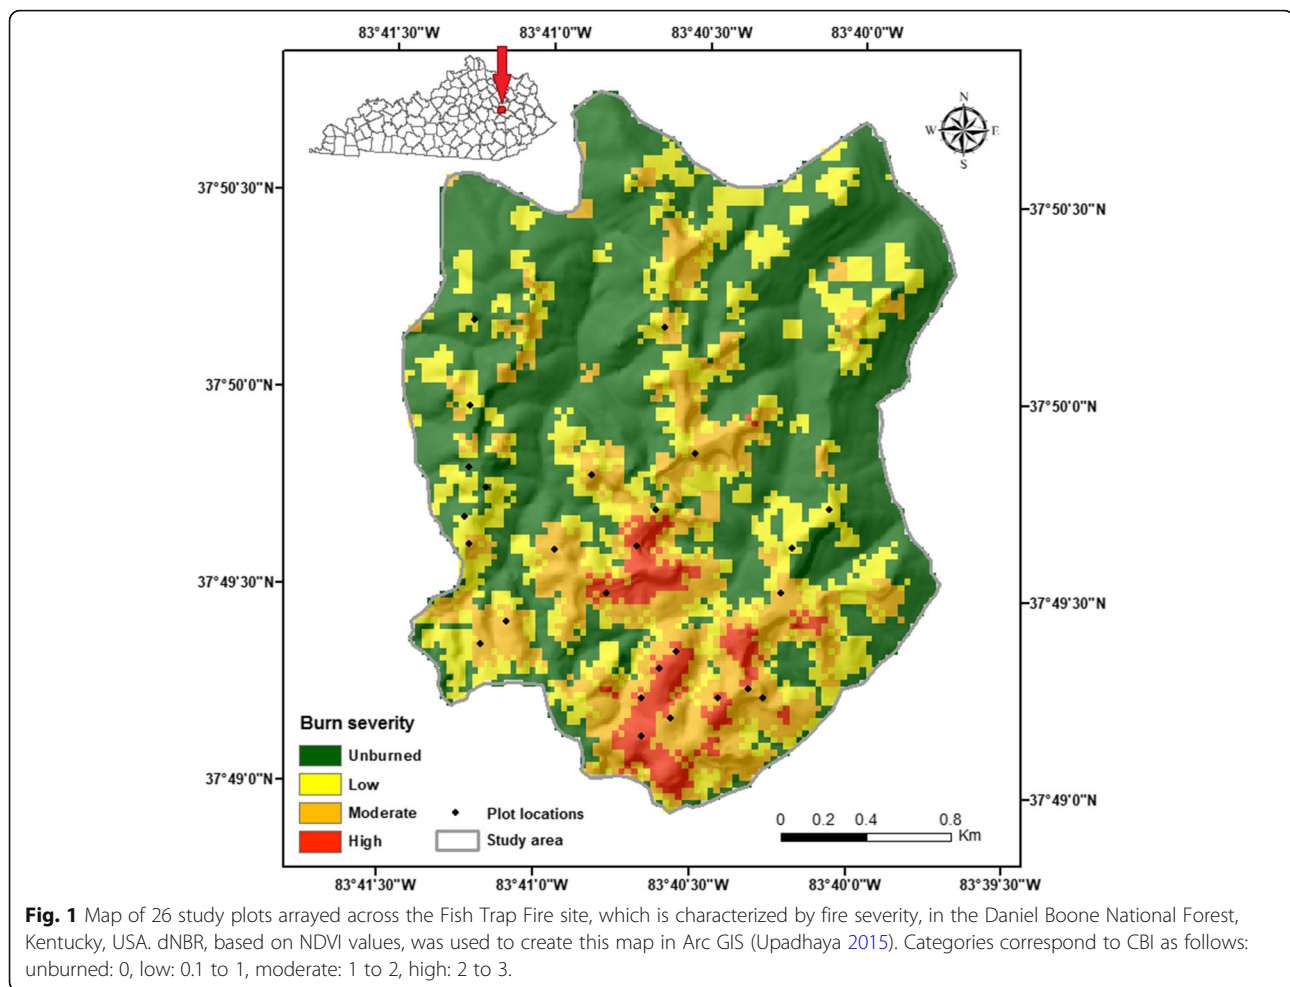 83°41'30"W 83°41'0"W 83°40'30"W 83°40'0"W
N
W E
S
37°50'30"N
37°50'30"N
37°50'0"N
37°50'0"N
37°49'30"N
37°49'30"N
Burn severity
Unburned
37°49'0"N
Low
37°49'0"N
Moderate
Plot locations
High
Study area
0 0.2 0.4 0.8
Km
83°41'30"W 83°41'0"W 83°40'30"W 83°40'0"W 83°39'30"W
Fig. 1 Map of 26 study plots arrayed across the Fish Trap Fire site, which is characterized by fire severity, in the Daniel Boone National Forest,
Kentucky, USA. dNBR, based on NDVI values, was used to create this map in Arc GIS (Upadhaya 2015). Categories correspond to CBI as follows:
unburned: 0, low: 0.1 to 1, moderate: 1 to 2, high: 2 to 3.